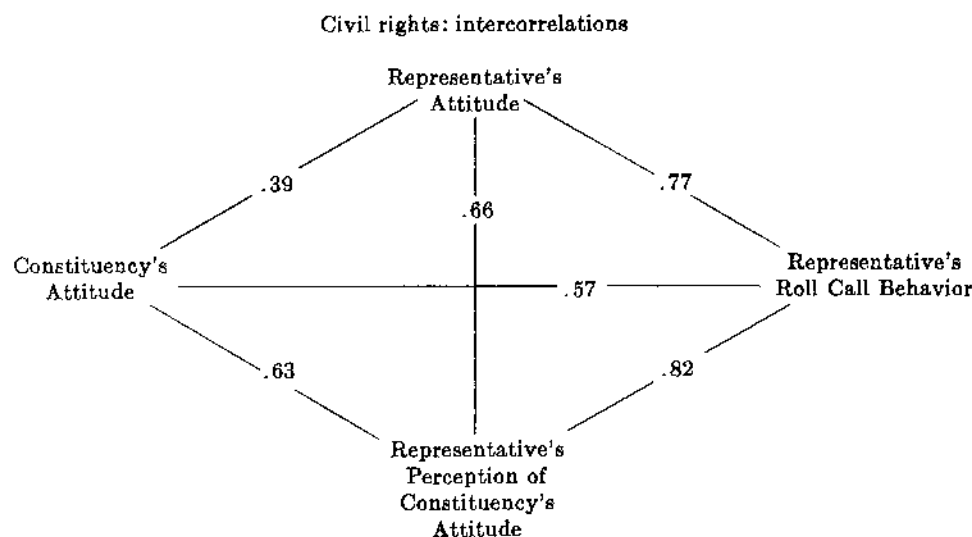 Civil rights: intercorrelations
Representative's
Attitude
.39
.77
.66
Constituency's
Attitude
Representative's
Roll Call Behavior
.57
.63
.82
Representative's
Perception of
Constituency's
Attitude